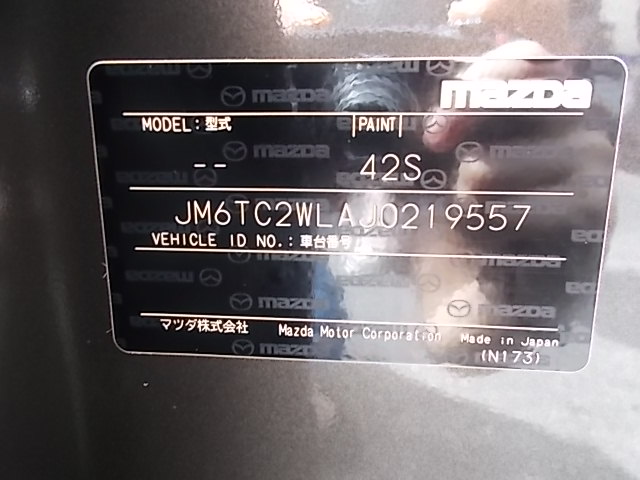 mazda
MODEL:型式 PAINT
-- 42S
JM6TC2WLAJ0219557
VEHICLE ID NO.:車台番号
マツダ株式会社 Mazda Motor Corporation Made in Japan
(N173)